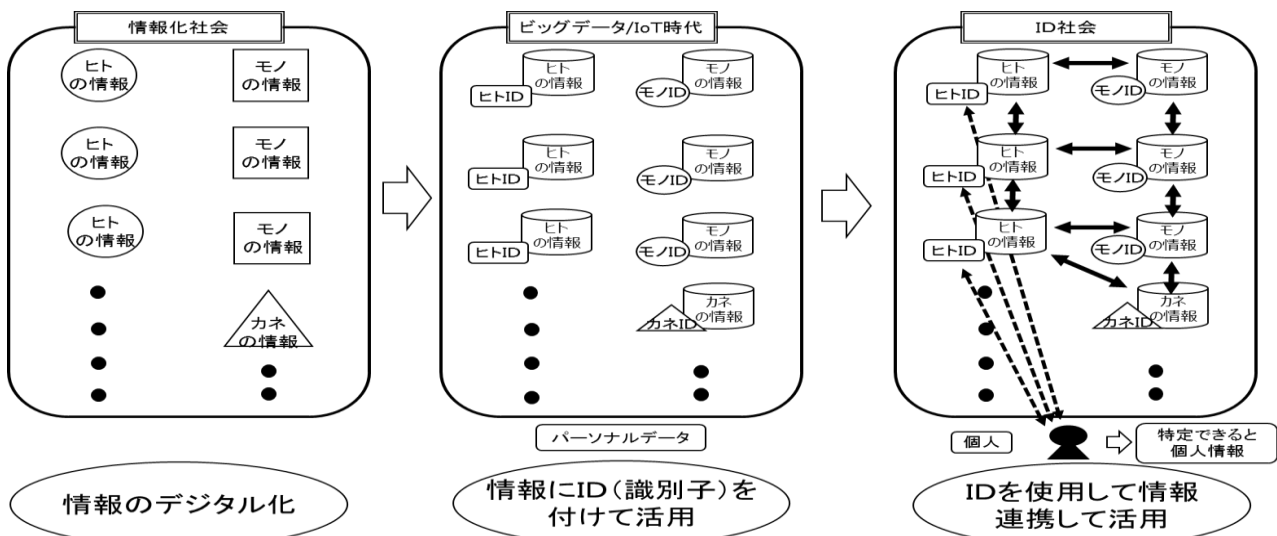 情報化社会
ヒト
の情報
モノ
の情報
ヒト
の情報
モノ
の情報
ヒト
の情報
モノ
の情報
カネ
の情報
情報のデジタル化
ビッグデータ/IoT時代
ヒト
の情報
ヒトID
モノ
の情報
モノID
ヒト
の情報
ヒトID
モノ
の情報
モノID
ヒト
の情報
ヒトID
モノ
の情報
モノID
カネ
の情報
カネID
パーソナルデータ
情報にID(識別子)を
付けて活用
ID社会
ヒト
の情報
ヒトID
モノ
の情報
モノID
ヒト
の情報
ヒトID
モノ
の情報
モノID
ヒト
の情報
ヒトID
モノ
の情報
モノID
カネ
の情報
カネID
個人
特定できると
個人情報
IDを使用して情報
連携して活用